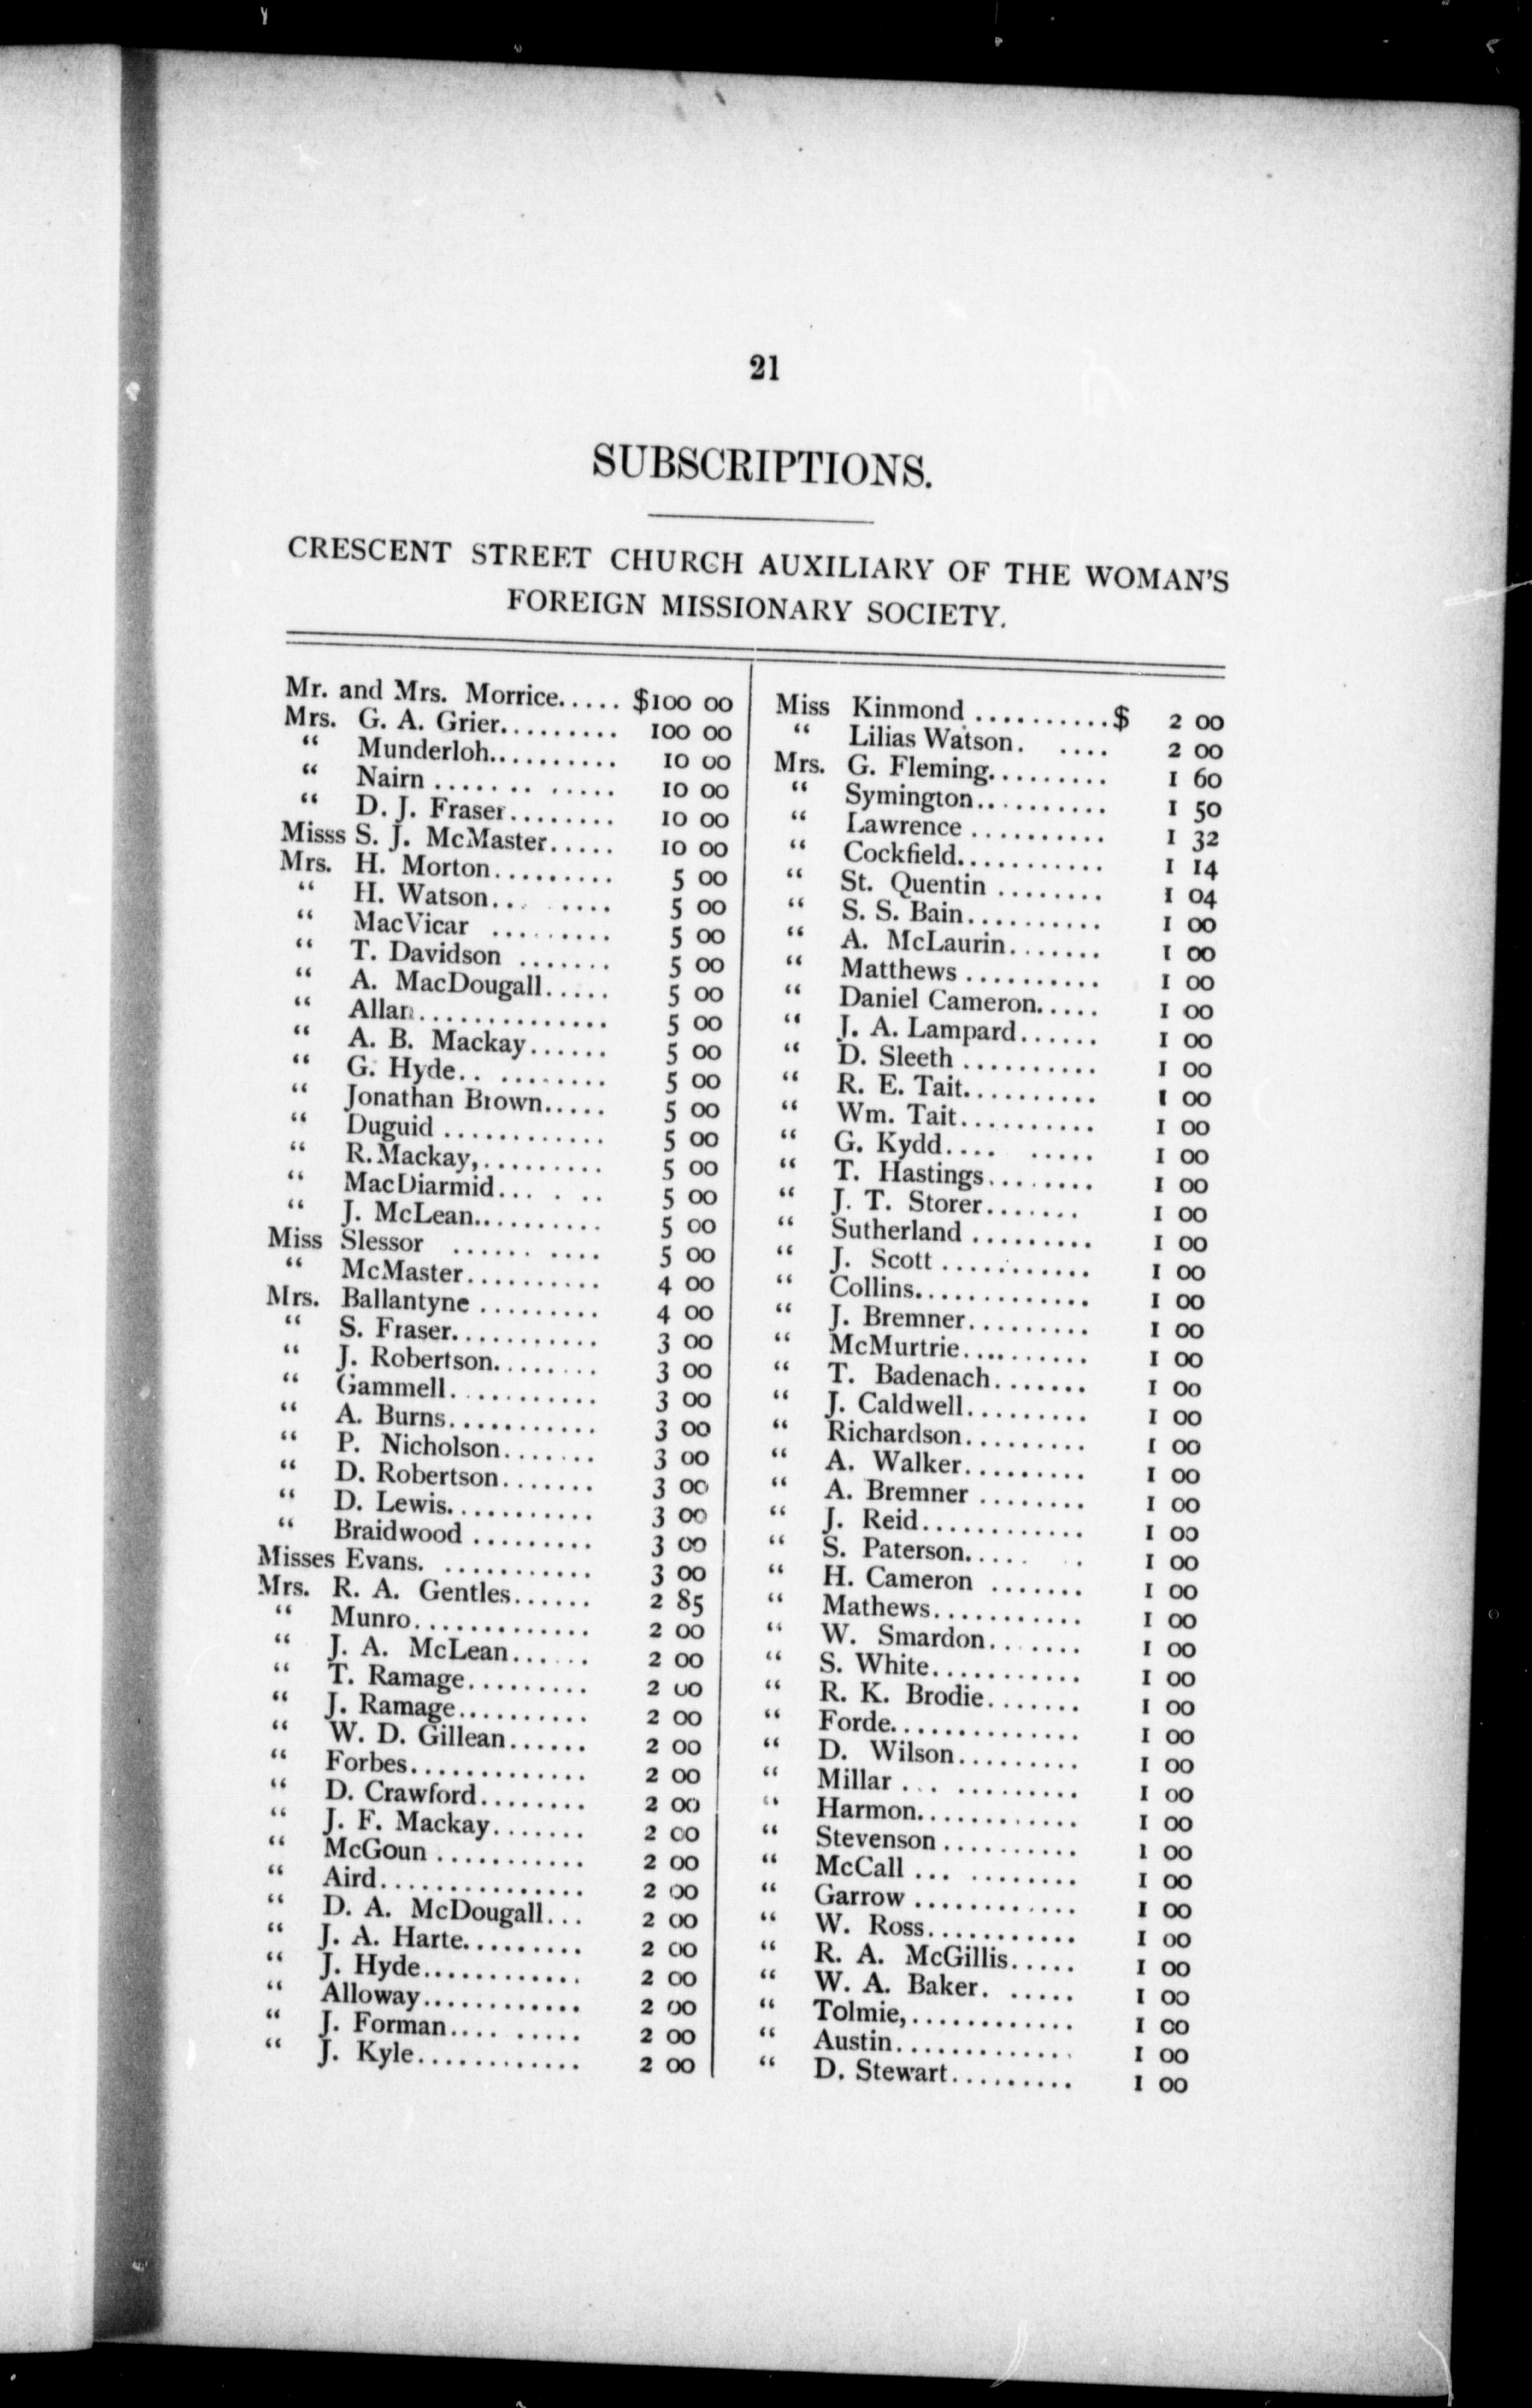 21
SUBSCRIPTIONS.
CRESCENT STREET CHURCH AUXILIARY OF THE WOMAN'S
FOREIGN MISSIONARY SOCIETY.
Mr. and Mrs. Morrice..... $100 00
Mrs. G. A. Grier......... 100 00
“ Munderloh.......... 10 00
“ Nairn ............ 10 00
“ D. J. Fraser........ 10 00
Misss S. J. McMaster..... 10 00
Mrs. H. Morton......... 5 00
“ H. Watson... .... 5 00
“ MacVicar ......... 5 00
“ T. Davidson ....... 5 00
“ A. MacDougall..... 5 00
“ Allan.............. 5 00
“ A. B. Mackay...... 5 00
“ G. Hyde.. ........ 5 00
“ Jonathan Brown..... 5 00
“ Duguid ............ 5 00
“ R. Mackay,......... 5 00
“ MacDiarmid... . .. 5 00
“ J. McLean.......... 5 00
Miss Slessor ...... .... 5 00
“ McMaster.......... 4 00
Mrs. Ballantyne ......... 4 00
“ S. Fraser........... 3 00
“ J. Robertson........ 3 00
“ Gammell........... 3 00
“ A. Burns........... 3 00
“ P. Nicholson....... 3 00
“ D. Robertson....... 3 00
“ D. Lewis........... 3 00
“ Braidwood ......... 3 00
Misses Evans. ........... 3 00
Mrs. R. A. Gentles...... 2 85
“ Munro............. 2 00
“ J. A. McLean...... 2 00
“ T. Ramage......... 2 00
“ J. Ramage.......... 2 00
“ W. D. Gillean...... 2 00
“ Forbes............. 2 00
“ D. Crawford........ 2 00
“ J. F. Mackay....... 2 00
“ McGoun ........... 2 00
“ Aird............... 2 00
“ D. A. McDougall... 2 00
“ J. A. Harte......... 2 00
“ J. Hyde............ 2 00
“ Alloway............ 2 00
“ J. Forman.... ..... 2 00
“ J. Kyle............ 2 00
Miss Kinmond ..........$ 2 00
“ Lilias Watson. .... 2 00
Mrs. G. Fleming......... 1 60
“ Symington.......... 1 50
“ Lawrence .......... 1 32
“ Cockfield........... 1 14
“ St. Quentin ........ 1 04
“ S. S. Bain.......... 1 00
“ A. McLaurin....... 1 00
“ Matthews .......... 1 00
“ Daniel Cameron..... 1 00
“ J. A. Lampard...... 1 00
“ D. Sleeth .......... 1 00
“ R. E. Tait.......... 1 00
“ Wm. Tait.......... 1 00
“ G. Kydd.... ..... 1 00
“ T. Hastings........ 1 00
“ J. T. Storer....... 1 00
“ Sutherland ......... 1 00
“ J. Scott ........... 1 00
“ Collins............. 1 00
“ J. Bremner......... 1 00
“ McMurtrie.......... 1 00
“ T. Badenach....... 1 00
“ J. Caldwell......... 1 00
“ Richardson......... 1 00
“ A. Walker......... 1 00
“ A. Bremner ........ 1 00
“ J. Reid............ 1 00
“ S. Paterson..... . 1 00
“ H. Cameron ....... 1 00
“ Mathews........... 1 00
“ W. Smardon....... 1 00
“ S. White........... 1 00
“ R. K. Brodie....... 1 00
“ Forde.............. 1 00
“ D. Wilson......... 1 00
“ Millar ... ......... 1 00
“ Harmon............ 1 00
“ Stevenson .......... 1 00
“ McCall ... ........ 1 00
“ Garrow ............ 1 00
“ W. Ross........... 1 00
“ R. A. McGillis..... 1 00
“ W. A. Baker. ..... 1 00
“ Tolmie,............ 1 00
“ Austin............. 1 00
“ D. Stewart......... 1 00